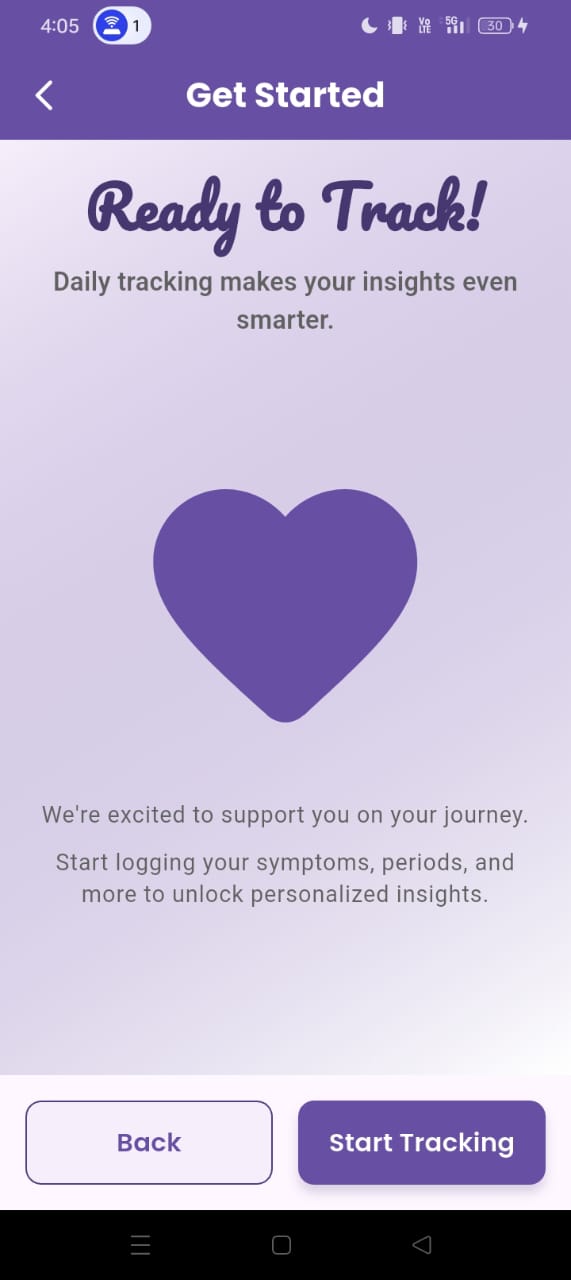 4:05 1 Vo LTE 5G 30
Get Started
Ready to Track!
Daily tracking makes your insights even
smarter.
We're excited to support you on your journey.
Start logging your symptoms, periods, and
more to unlock personalized insights.
Back Start Tracking